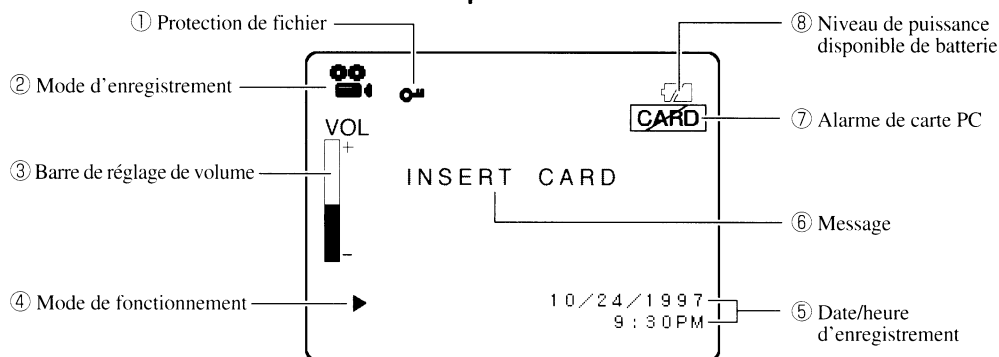 ① Protection de fichier
② Mode d'enregistrement
③ Barre de réglage de volume
④ Mode de fonctionnement
VOL
+
−
CARD
INSERT CARD
10/24/1997
9:30PM
⑧ Niveau de puissance
disponible de batterie
⑦ Alarme de carte PC
⑥ Message
⑤ Date/heure
d'enregistrement